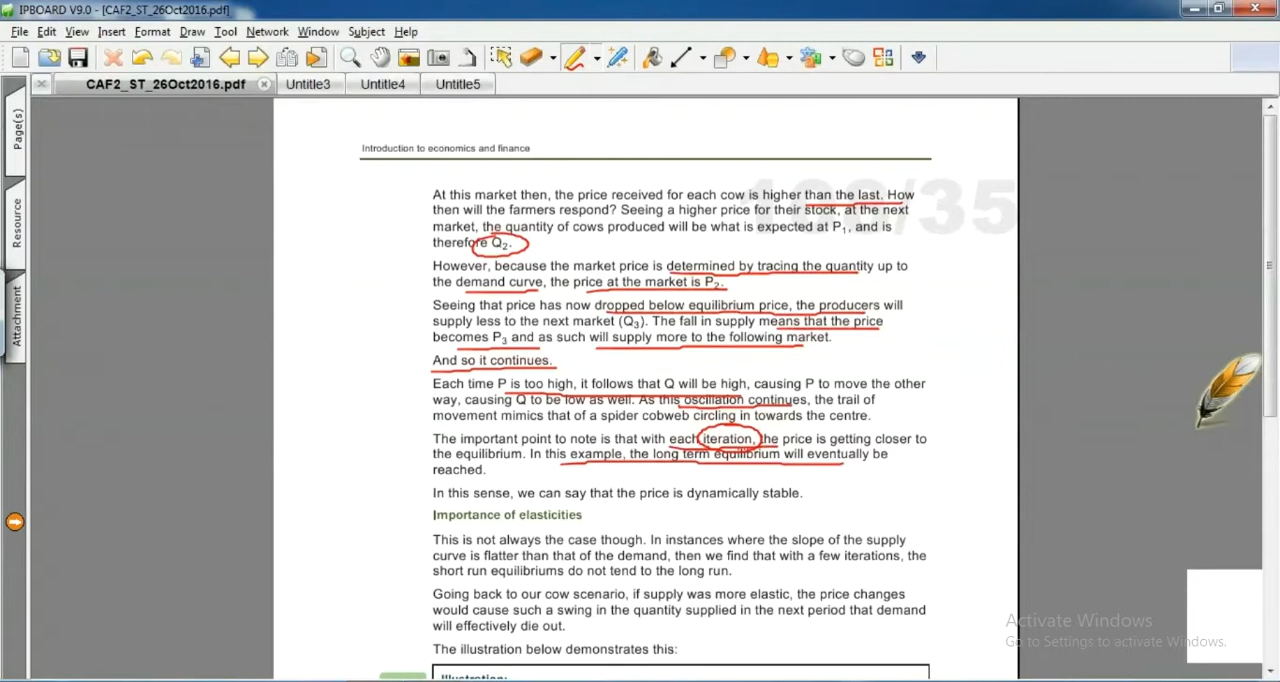 IPBOARD V9.0 - [CAF2_ST_26Oct2016.pdf]
File Edit View Insert Format Draw Tool Network Window Subject Help
CAF2_ST_26Oct2016.pdf Untitle3 Untitle4 Untitle5
Page(s)
Resource
Attachment
Introduction to economics and finance
100/35
At this market then, the price received for each cow is higher than the last. How
then will the farmers respond? Seeing a higher price for their stock, at the next
market, the quantity of cows produced will be what is expected at P1, and is
therefore Q2.
However, because the market price is determined by tracing the quantity up to
the demand curve, the price at the market is P2.
Seeing that price has now dropped below equilibrium price, the producers will
supply less to the next market (Q3). The fall in supply means that the price
becomes P3 and as such will supply more to the following market.
And so it continues.
Each time P is too high, it follows that Q will be high, causing P to move the other
way, causing Q to be low as well. As this oscillation continues, the trail of
movement mimics that of a spider cobweb circling in towards the centre.
The important point to note is that with each iteration, the price is getting closer to
the equilibrium. In this example, the long term equilibrium will eventually be
reached.
In this sense, we can say that the price is dynamically stable.
Importance of elasticities
This is not always the case though. In instances where the slope of the supply
curve is flatter than that of the demand, then we find that with a few iterations, the
short run equilibriums do not tend to the long run.
Going back to our cow scenario, if supply was more elastic, the price changes
would cause such a swing in the quantity supplied in the next period that demand
will effectively die out.
The illustration below demonstrates this:
Illustration:
Activate Windows
Go to Settings to activate Windows.